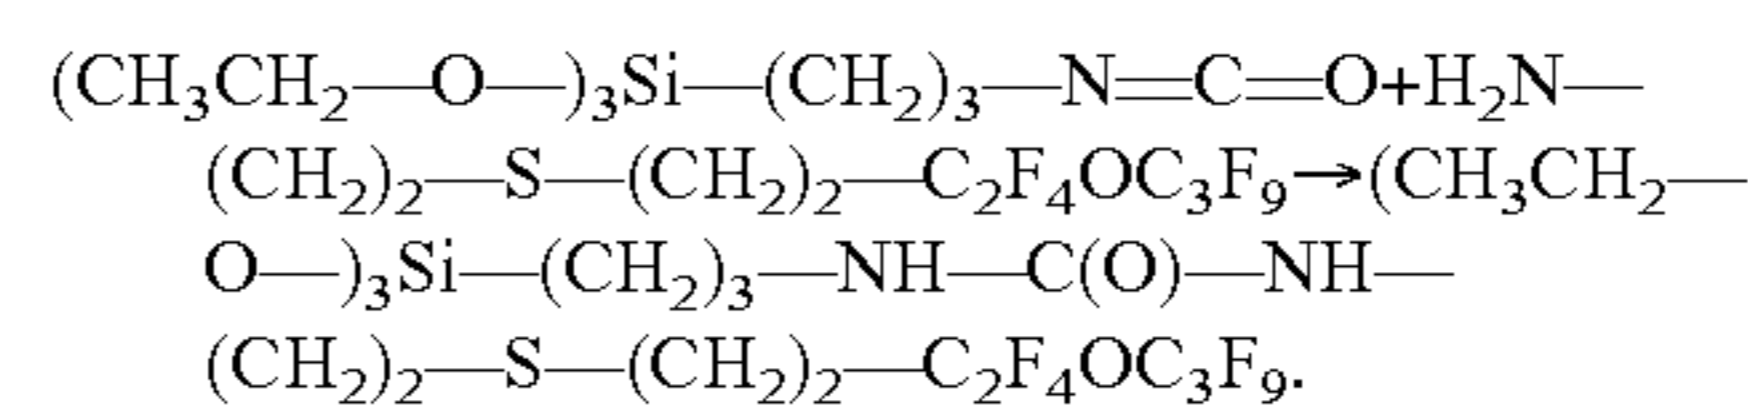 (CH₃CH₂—O—)₃Si—(CH₂)₃—N=C=O+H₂N—
(CH₂)₂—S—(CH₂)₂—C₂F₄OC₃F₉→(CH₃CH₂—
O—)₃Si—(CH₂)₃—NH—C(O)—NH—
(CH₂)₂—S—(CH₂)₂—C₂F₄OC₃F₉.